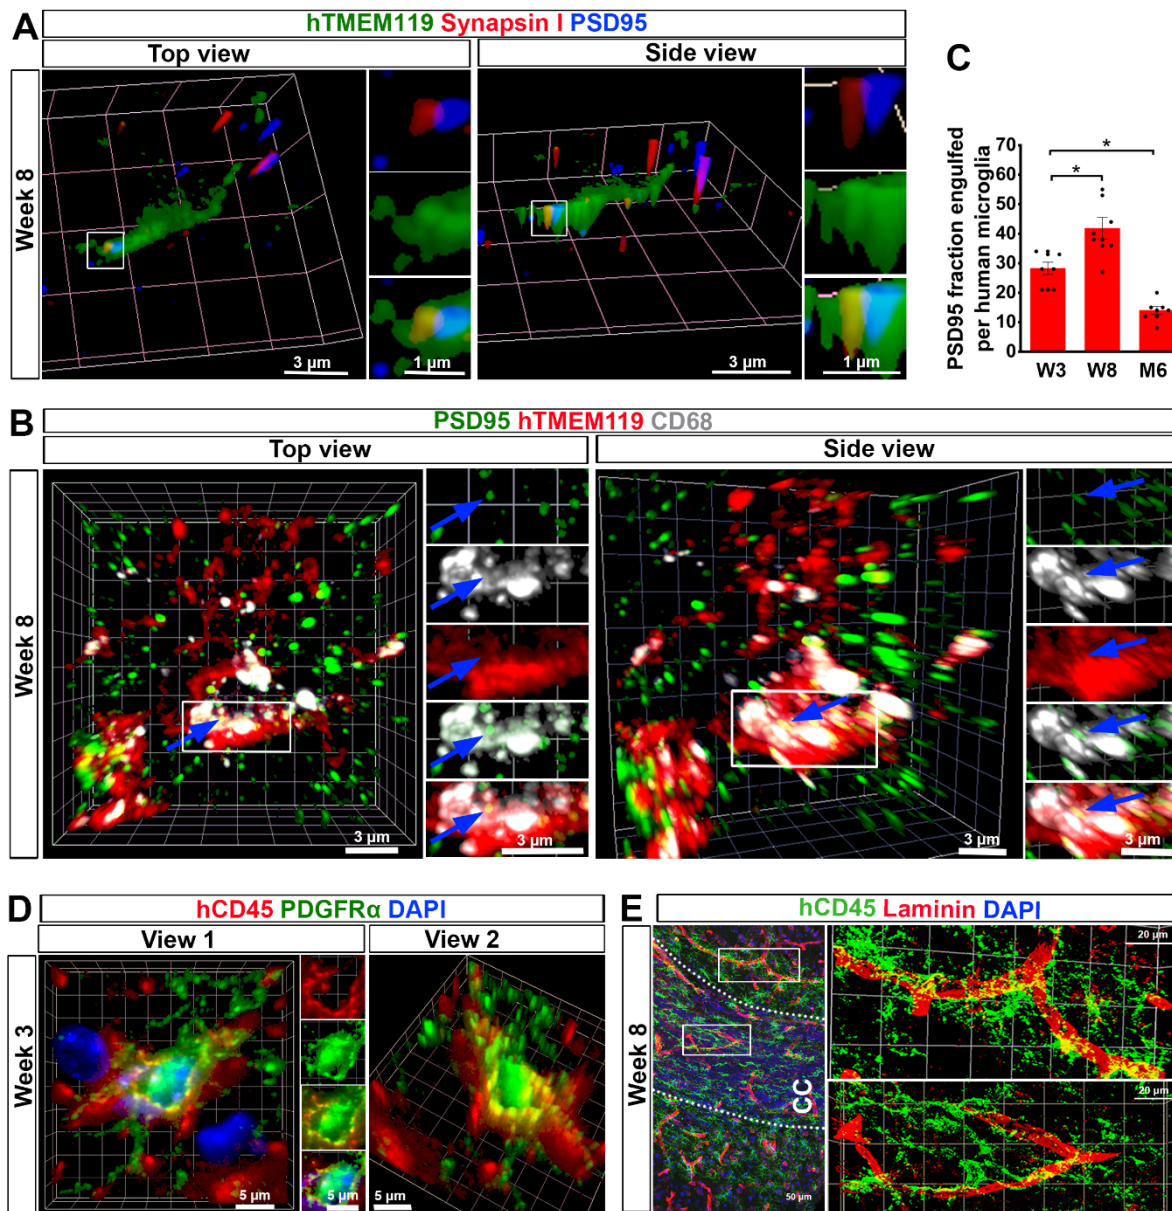 A
hTMEM119 Synapsin I PSD95
Top view
Side view
Week 8
3 µm
1 µm
3 µm
1 µm
C
PSD95 fraction engulfed
per human microglia
70
60
50
40
30
20
10
0
*
*
W3 W8 M6
B
PSD95 hTMEM119 CD68
Top view
Side view
Week 8
3 µm
3 µm
3 µm
3 µm
D
hCD45 PDGFRα DAPI
View 1
View 2
Week 3
5 µm
5 µm
5 µm
E
hCD45 Laminin DAPI
Week 8
CC
50 µm
20 µm
20 µm